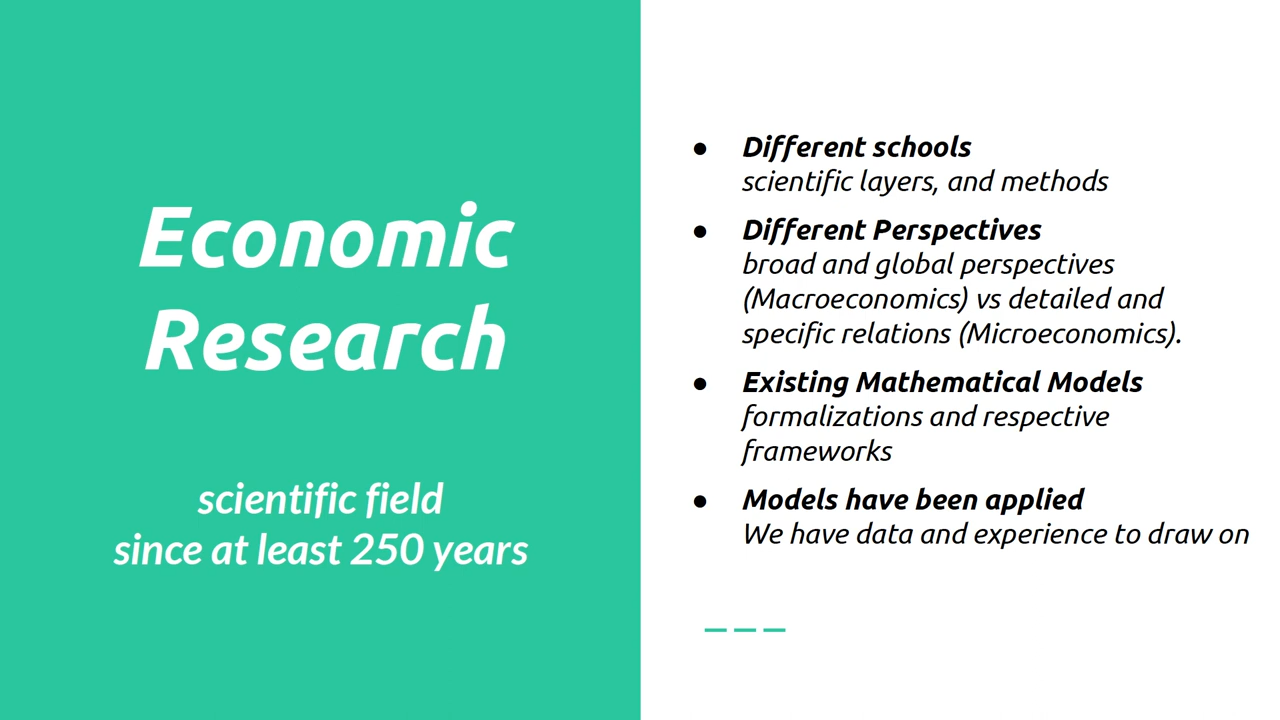 Economic
Research
scientific field
since at least 250 years
● Different schools
scientific layers, and methods
● Different Perspectives
broad and global perspectives
(Macroeconomics) vs detailed and
specific relations (Microeconomics).
● Existing Mathematical Models
formalizations and respective
frameworks
● Models have been applied
We have data and experience to draw on